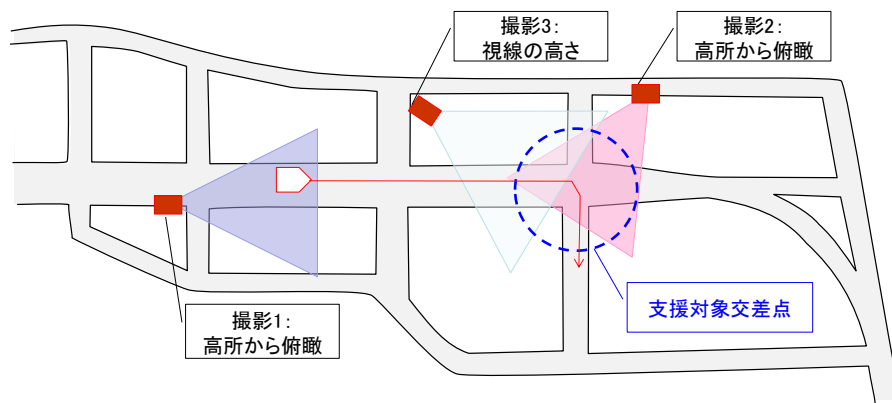 撮影3：
視線の高さ
撮影2：
高所から俯瞰
支援対象交差点
撮影1：
高所から俯瞰